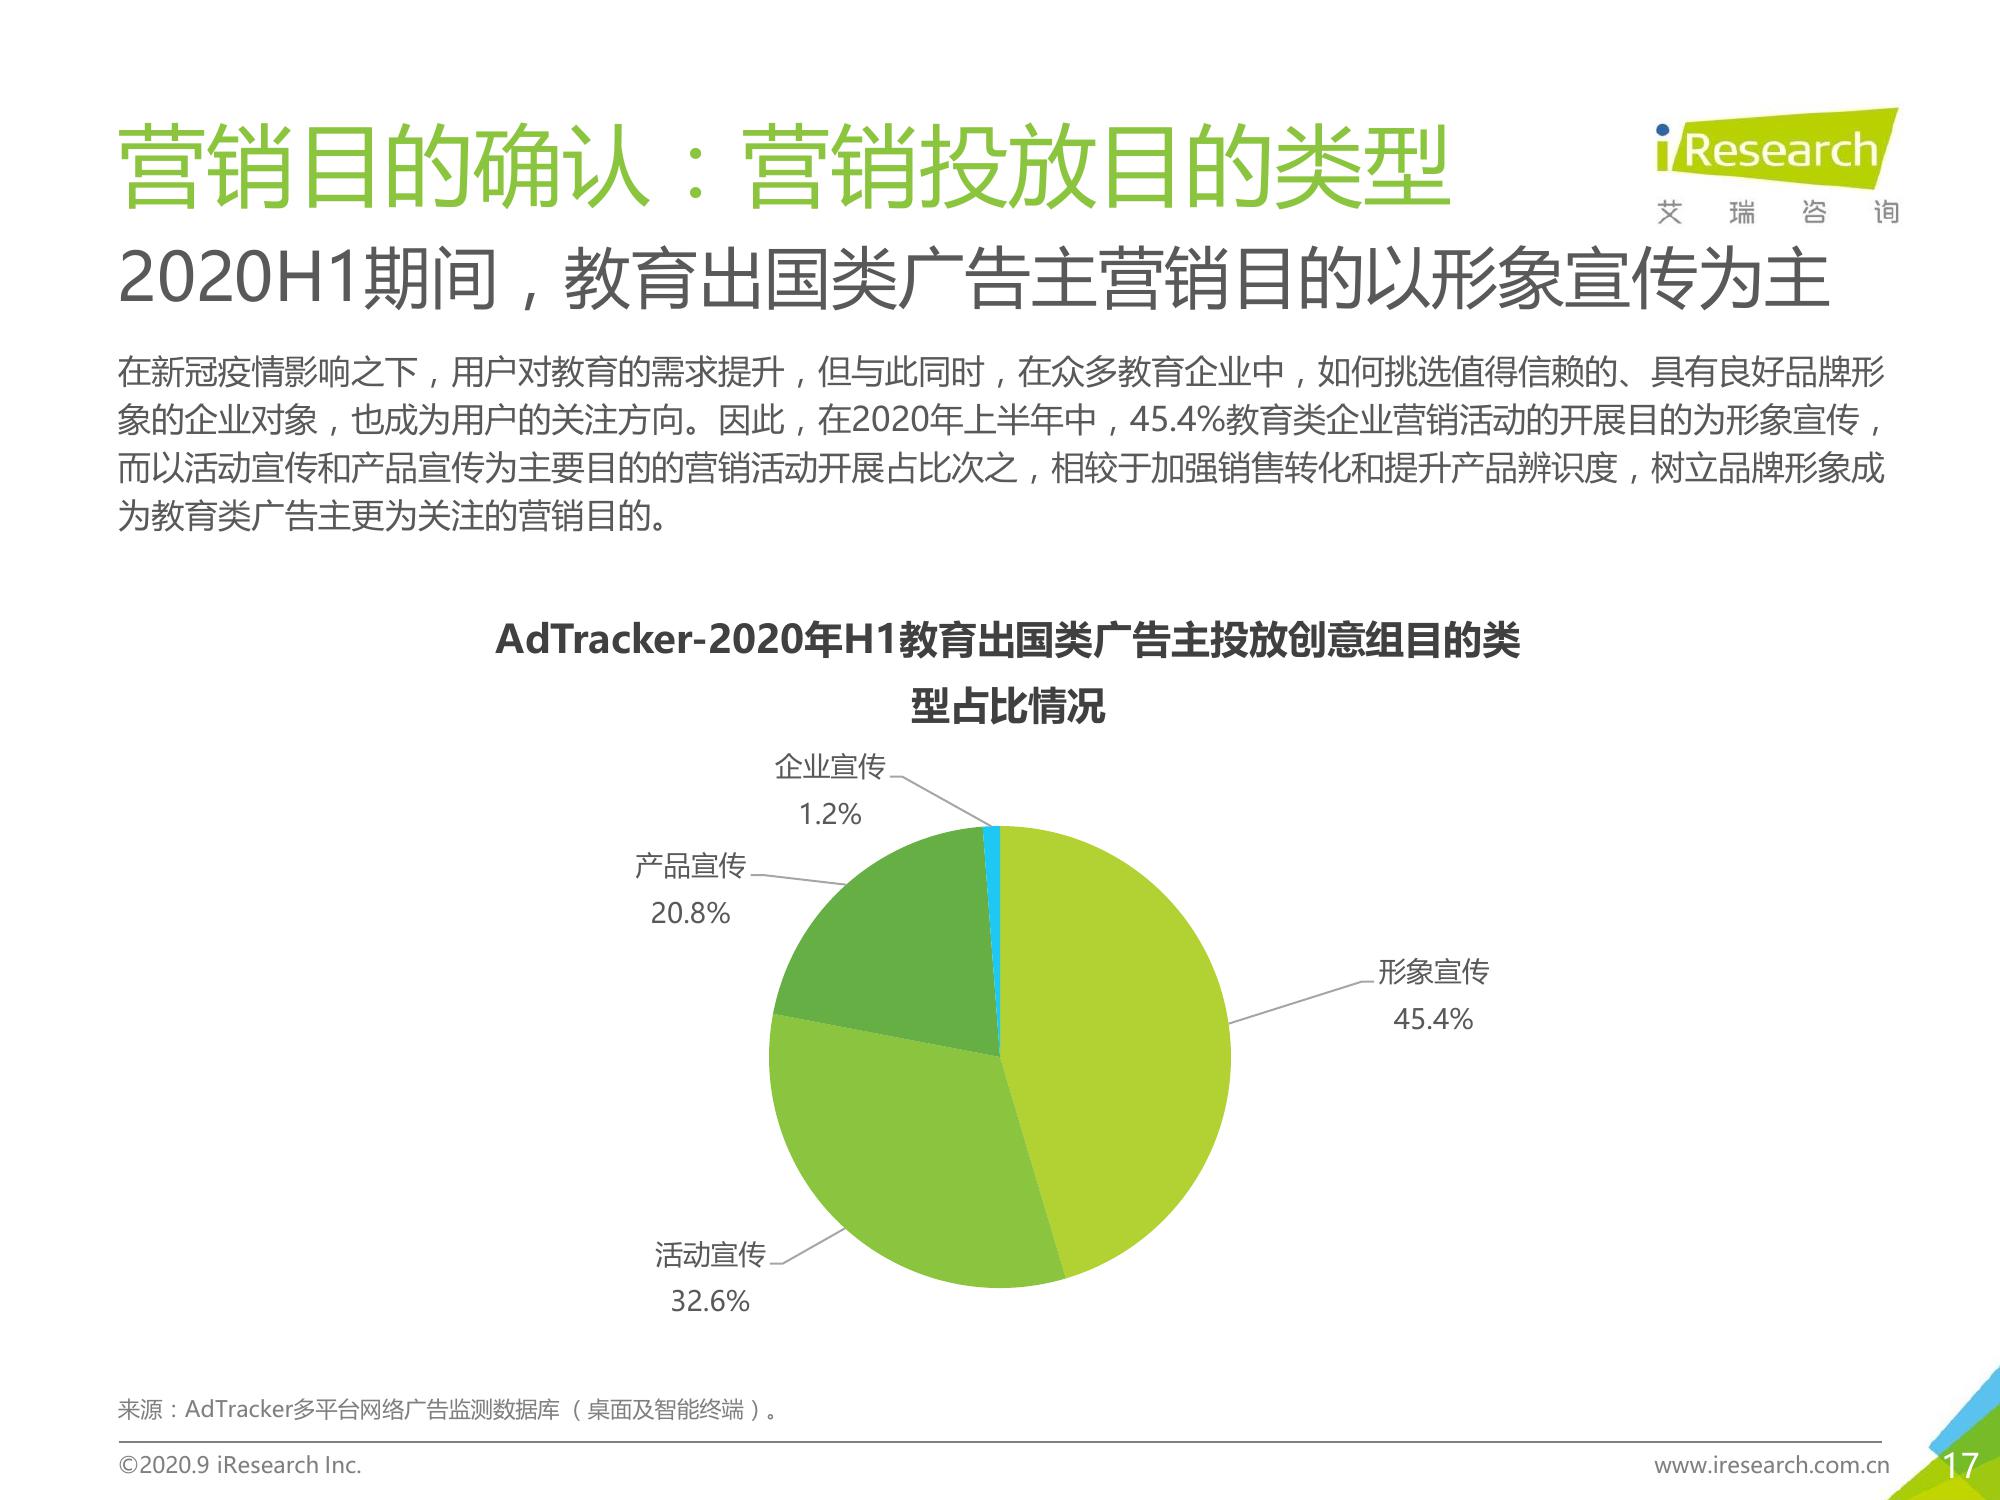 营销目的确认：营销投放目的类型
iResearch
艾瑞咨询
2020H1期间，教育出国类广告主营销目的以形象宣传为主
在新冠疫情影响之下，用户对教育的需求提升，但与此同时，在众多教育企业中，如何挑选值得信赖的、具有良好品牌形
象的企业对象，也成为用户的关注方向。因此，在2020年上半年中，45.4%教育类企业营销活动的开展目的为形象宣传，
而以活动宣传和产品宣传为主要目的的营销活动开展占比次之，相较于加强销售转化和提升产品辨识度，树立品牌形象成
为教育类广告主更为关注的营销目的。
AdTracker-2020年H1教育出国类广告主投放创意组目的类
型占比情况
企业宣传
1.2%
产品宣传
20.8%
形象宣传
45.4%
活动宣传
32.6%
来源：AdTracker多平台网络广告监测数据库（桌面及智能终端）。
©2020.9 iResearch Inc.
www.iresearch.com.cn
17